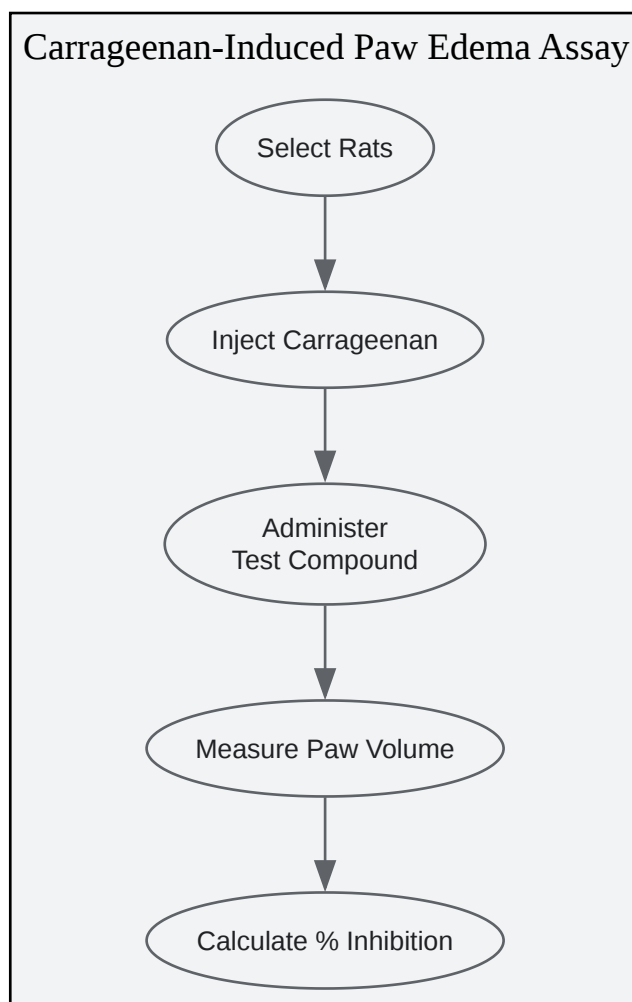 Carrageenan-Induced Paw Edema Assay
Select Rats
Inject Carrageenan
Administer
Test Compound
Measure Paw Volume
Calculate % Inhibition